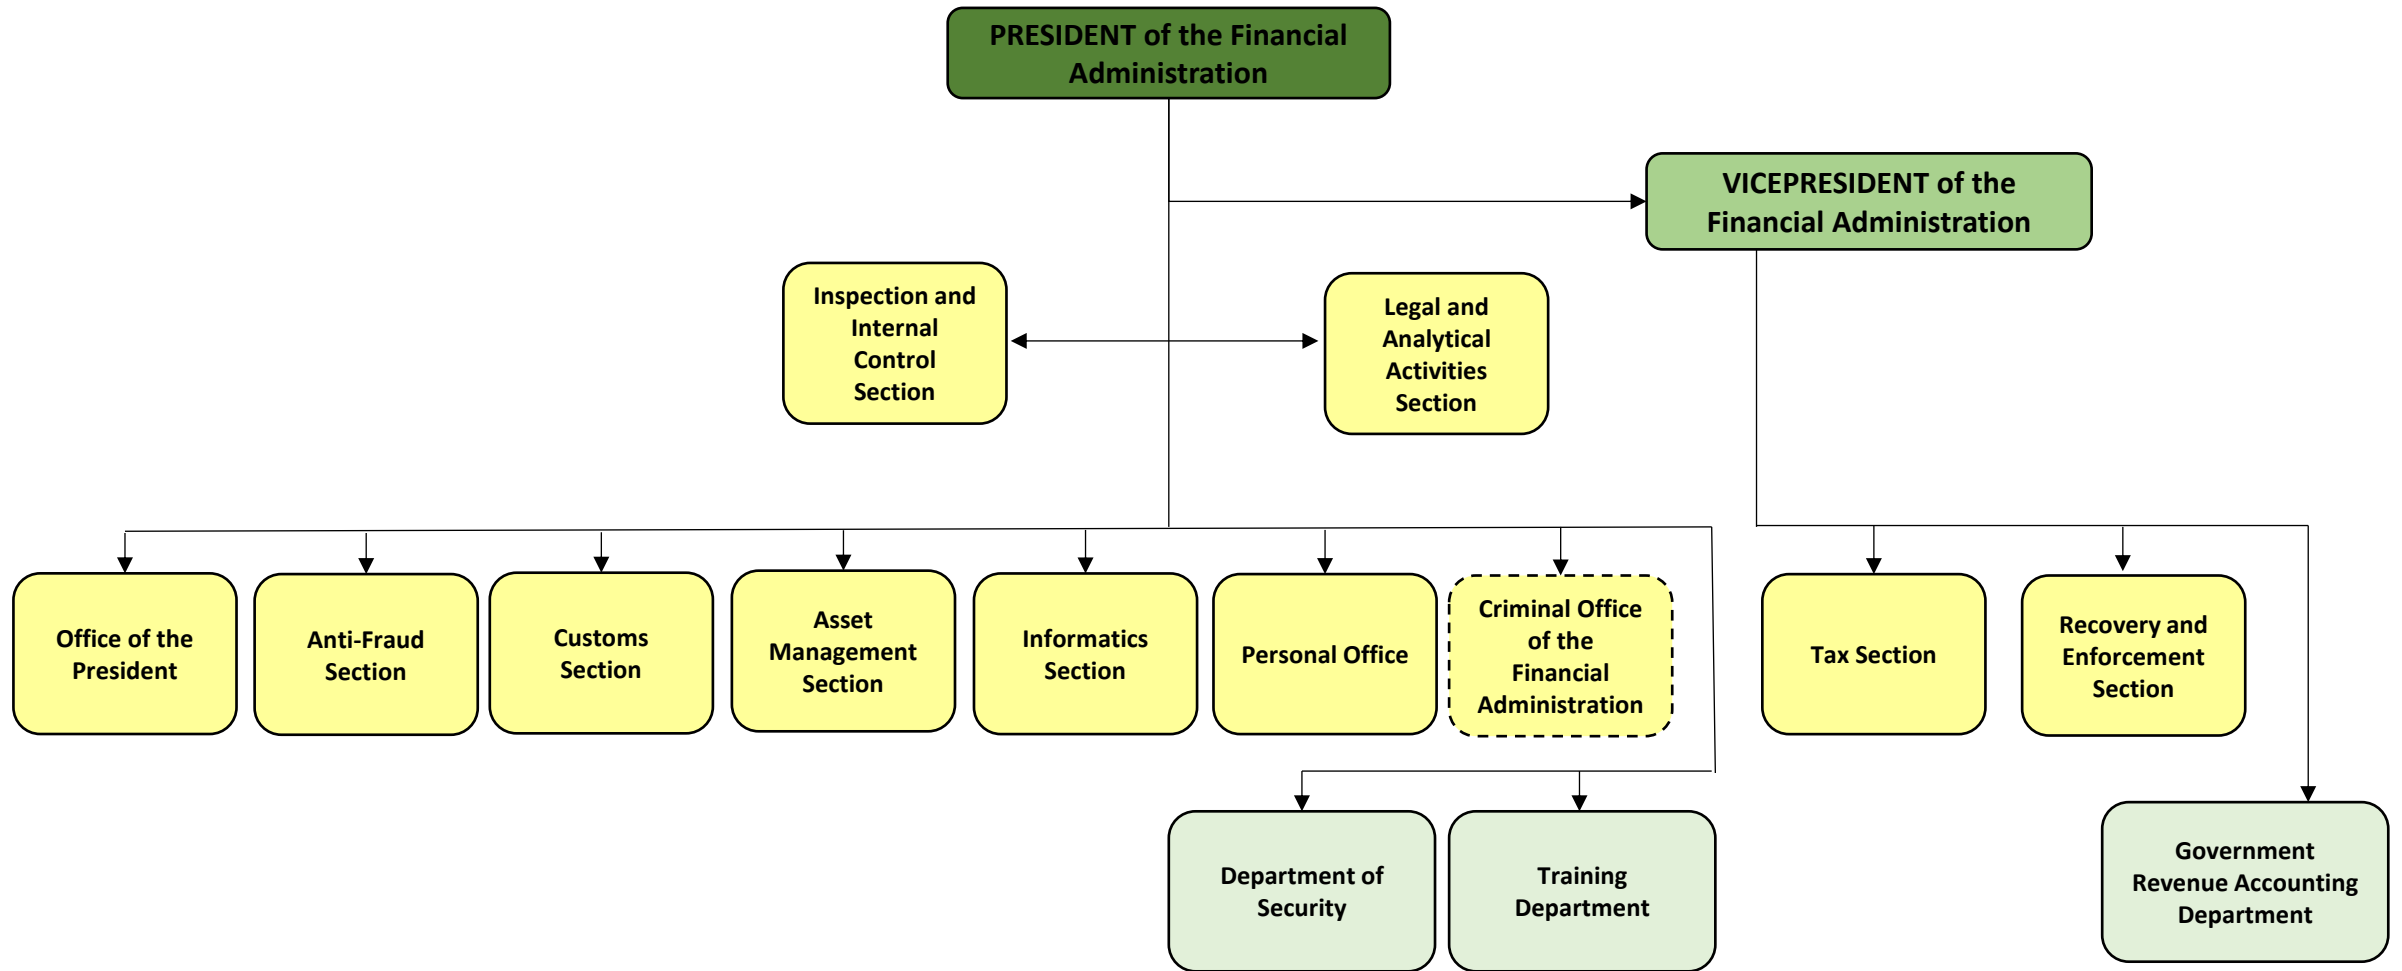 PRESIDENT of the Financial
Administration
VICEPRESIDENT of the
Financial Administration
Inspection and
Internal
Control
Section
Legal and
Analytical
Activities
Section
Office of the
President
Anti-Fraud
Section
Customs
Section
Asset
Management
Section
Informatics
Section
Personal Office
Criminal Office
of the
Financial
Administration
Tax Section
Recovery and
Enforcement
Section
Department of
Security
Training
Department
Government
Revenue Accounting
Department